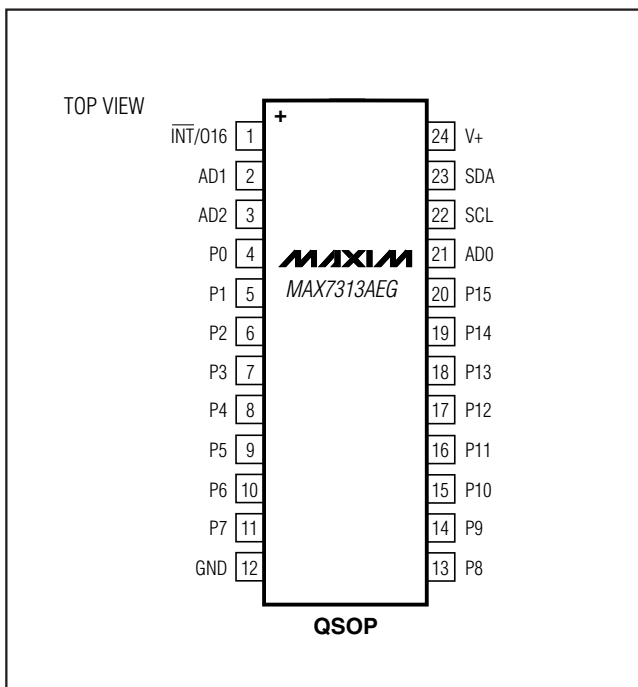 TOP VIEW
+
INT/O16 1 24 V+
AD1 2 23 SDA
AD2 3 22 SCL
P0 4 MAXIM 21 AD0
P1 5 MAX7313AEG 20 P15
P2 6 19 P14
P3 7 18 P13
P4 8 17 P12
P5 9 16 P11
P6 10 15 P10
P7 11 14 P9
GND 12 13 P8
QSOP